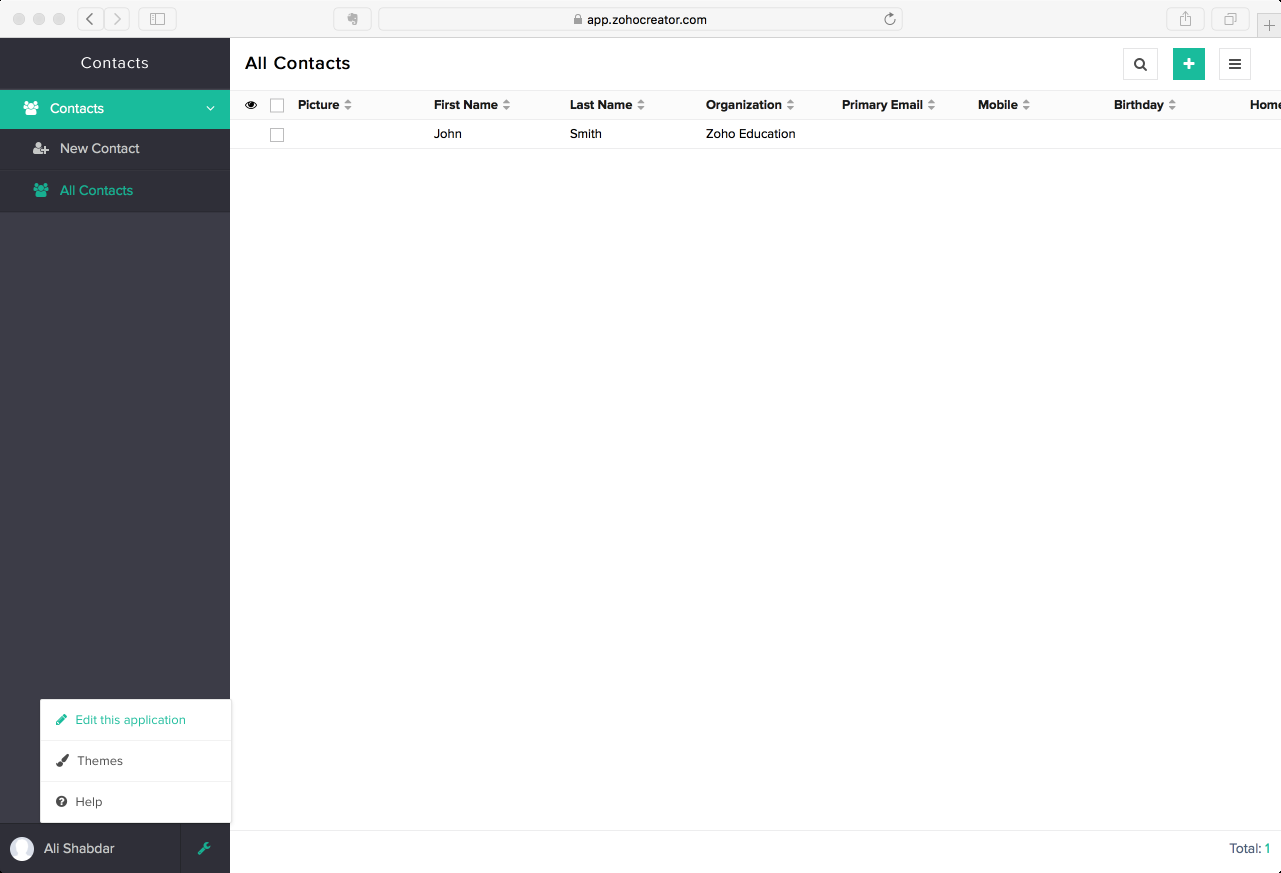 app.zohocreator.com
Contacts
All Contacts
Contacts
New Contact
All Contacts
Picture First Name Last Name Organization Primary Email Mobile Birthday Home
John Smith Zoho Education
Edit this application
Themes
Help
Ali Shabdar
Total: 1